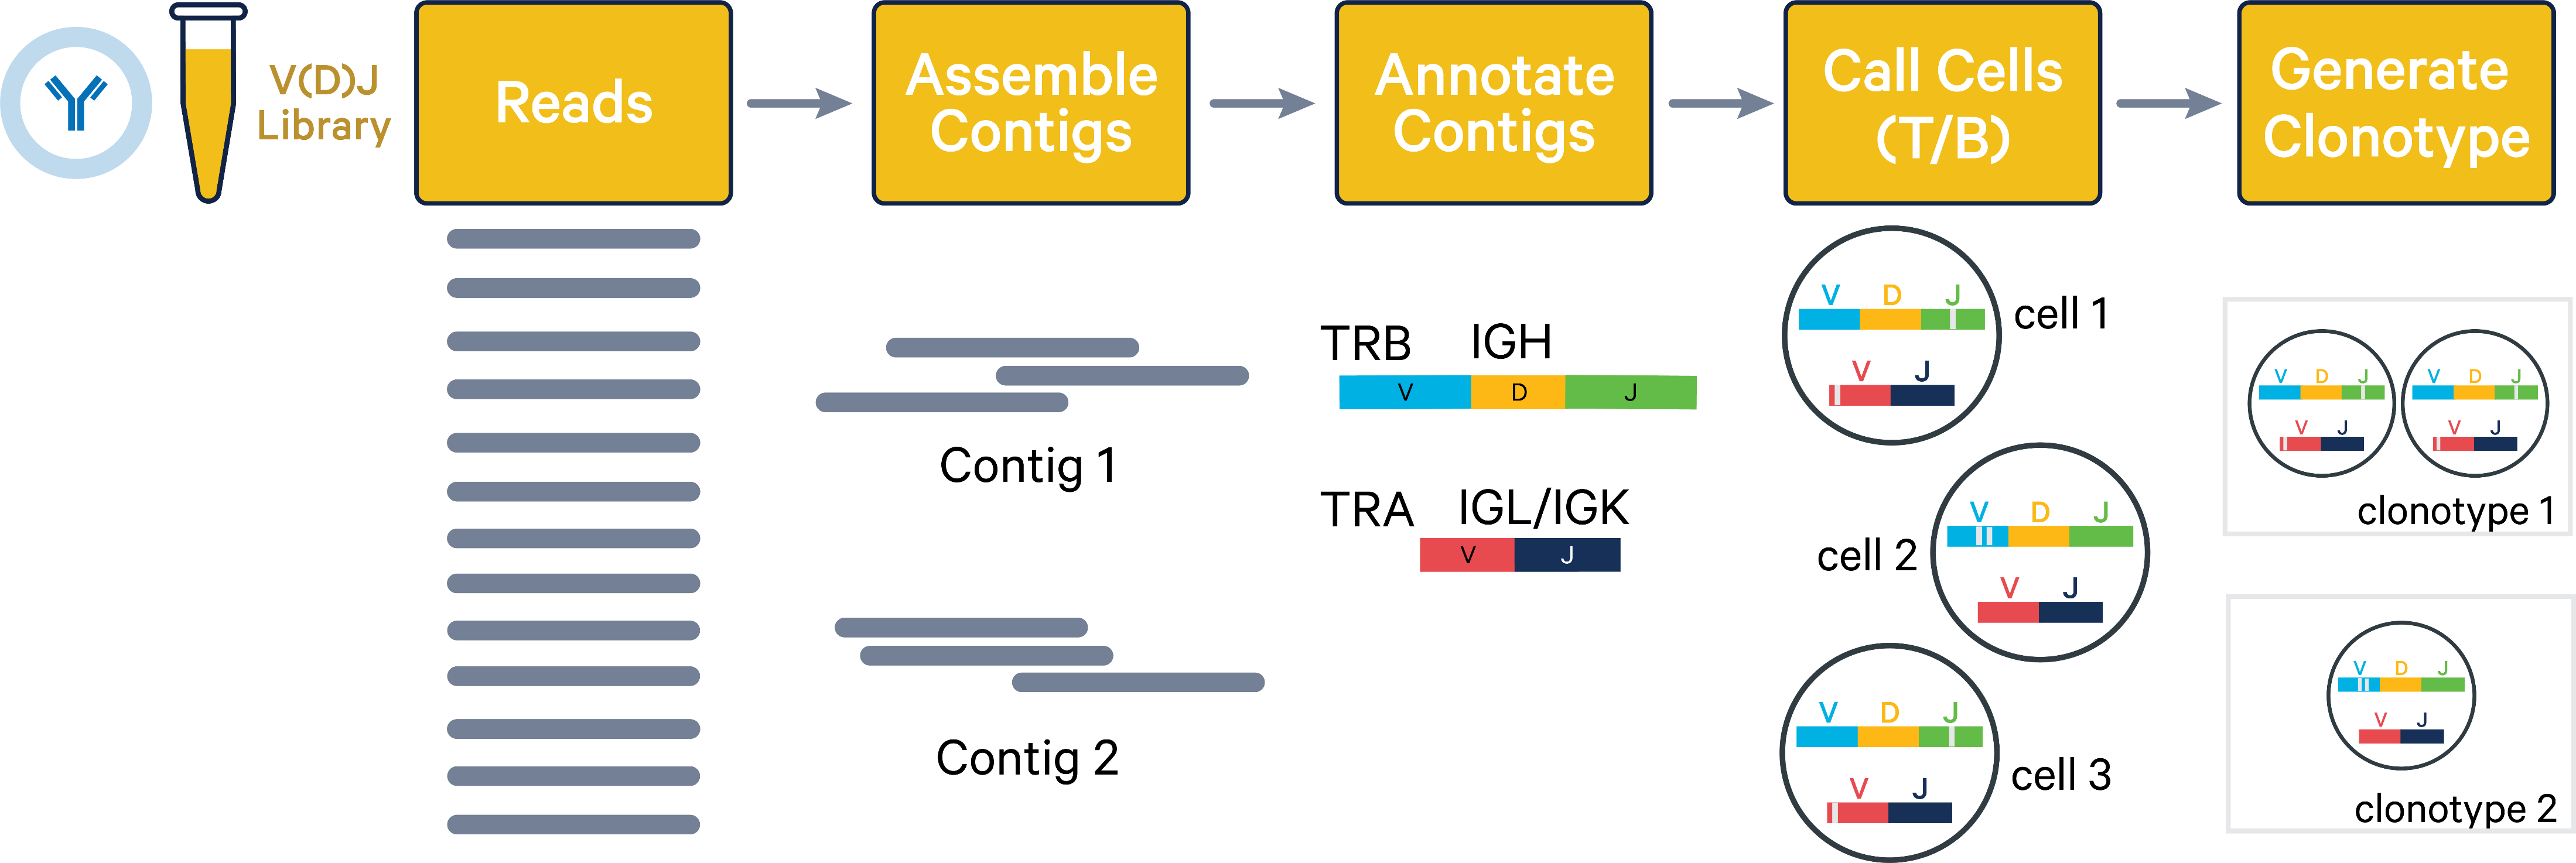 V(D)J
Library
Reads
Assemble
Contigs
Annotate
Contigs
Call Cells
(T/B)
Generate
Clonotype
Contig 1
Contig 2
TRB IGH
V D J
TRA IGL/IGK
V J
V D J
V J
cell 1
V D J
V J
cell 2
V D J
V J
cell 3
V D J
V J
V D J
V J
clonotype 1
V D J
V J
clonotype 2